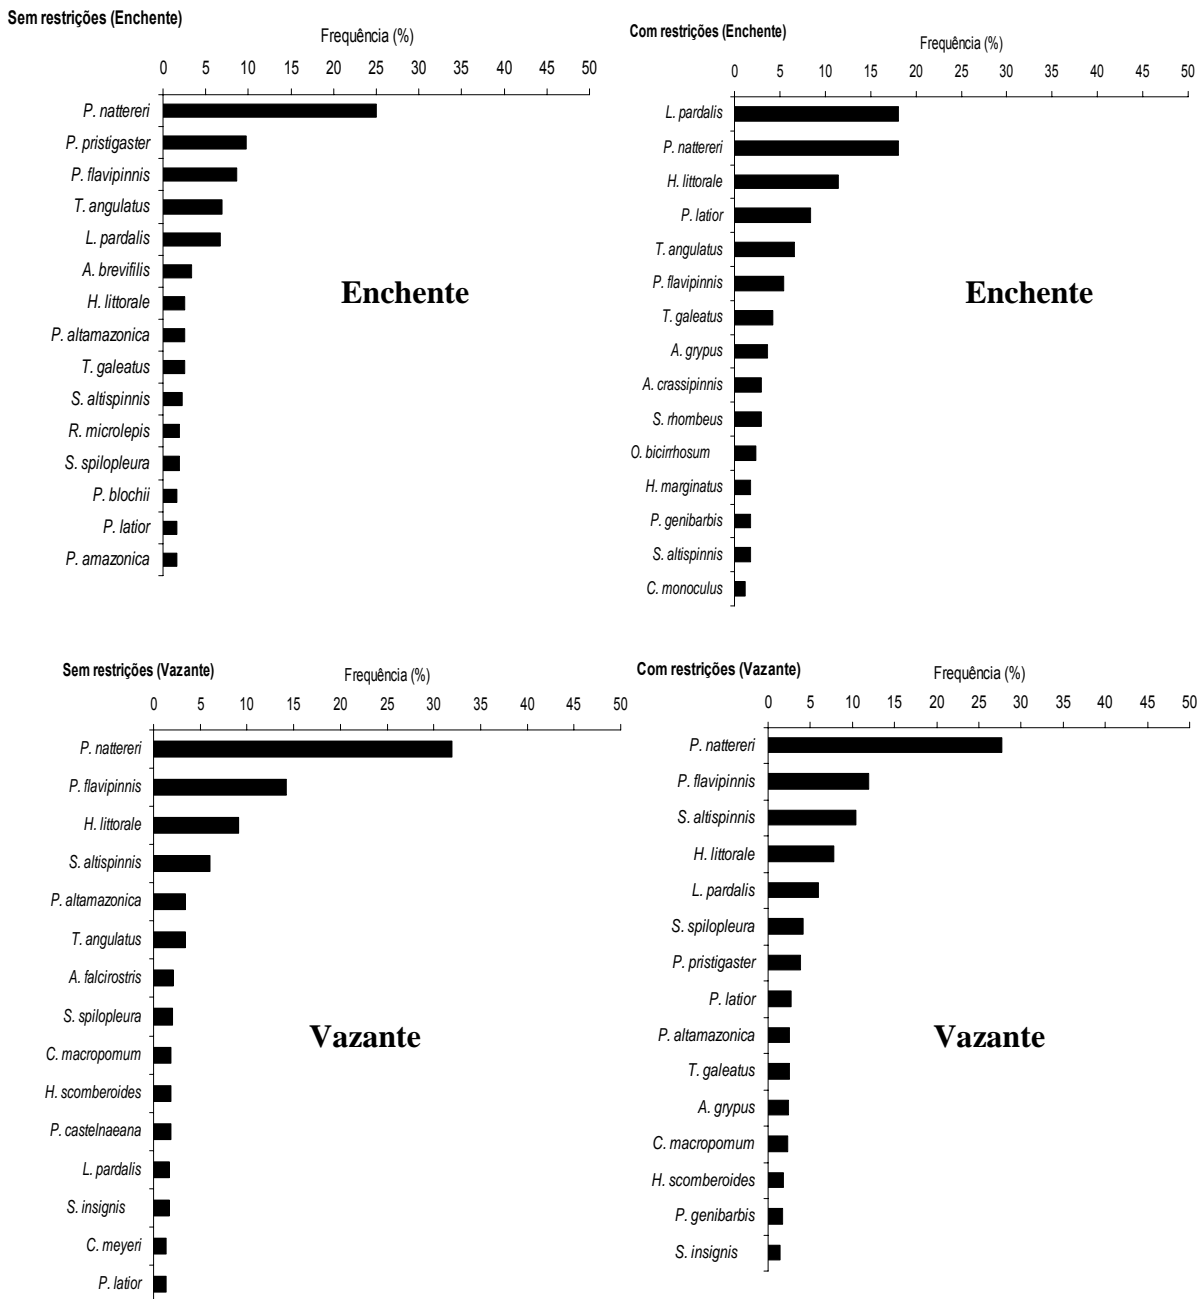 Sem restrições (Enchente)
Frequência (%)
0 5 10 15 20 25 30 35 40 45 50
P. nattereri
P. pristigaster
P. flavipinnis
T. angulatus
L. pardalis
A. brevifilis
H. littorale
P. altamazonica
T. galeatus
S. altispinnis
R. microlepis
S. spilopleura
P. blochii
P. latior
P. amazonica
Enchente
Com restrições (Enchente)
Frequência (%)
0 5 10 15 20 25 30 35 40 45 50
L. pardalis
P. nattereri
H. littorale
P. latior
T. angulatus
P. flavipinnis
T. galeatus
A. grypus
A. crassipinnis
S. rhombeus
O. bicirrhosum
H. marginatus
P. genibarbis
S. altispinnis
C. monoculus
Enchente
Sem restrições (Vazante)
Frequência (%)
0 5 10 15 20 25 30 35 40 45 50
P. nattereri
P. flavipinnis
H. littorale
S. altispinnis
P. altamazonica
T. angulatus
A. falcirostris
S. spilopleura
C. macropomum
H. scomberoides
P. castelnaeana
L. pardalis
S. insignis
C. meyeri
P. latior
Vazante
Com restrições (Vazante)
Frequência (%)
0 5 10 15 20 25 30 35 40 45 50
P. nattereri
P. flavipinnis
S. altispinnis
H. littorale
L. pardalis
S. spilopleura
P. pristigaster
P. latior
P. altamazonica
T. galeatus
A. grypus
C. macropomum
H. scomberoides
P. genibarbis
S. insignis
Vazante